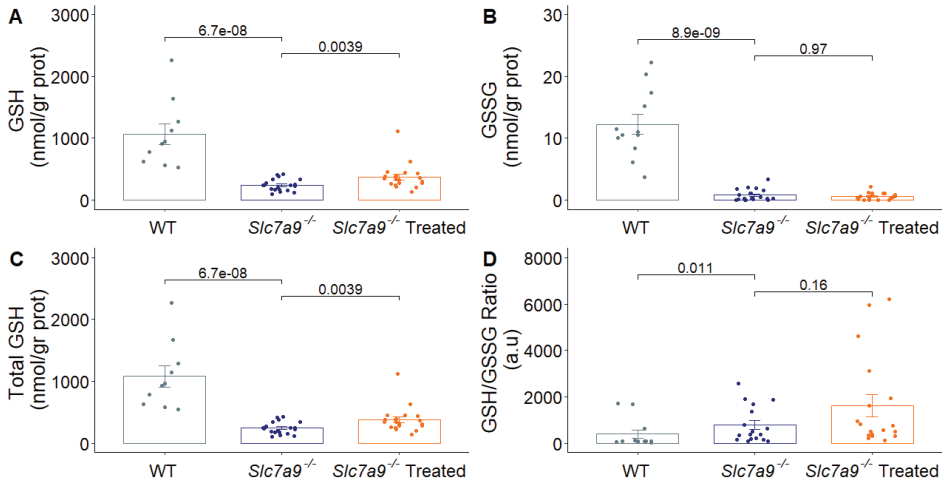 A
GSH
(nmol/gr prot)
3000
2000
1000
0
6.7e-08
0.0039
WT
Slc7a9⁻/⁻
Slc7a9⁻/⁻ Treated
B
GSSG
(nmol/gr prot)
30
20
10
0
8.9e-09
0.97
WT
Slc7a9⁻/⁻
Slc7a9⁻/⁻ Treated
C
Total GSH
(nmol/gr prot)
3000
2000
1000
0
6.7e-08
0.0039
WT
Slc7a9⁻/⁻
Slc7a9⁻/⁻ Treated
D
GSH/GSSG Ratio
(a.u)
8000
6000
4000
2000
0
0.011
0.16
WT
Slc7a9⁻/⁻
Slc7a9⁻/⁻ Treated